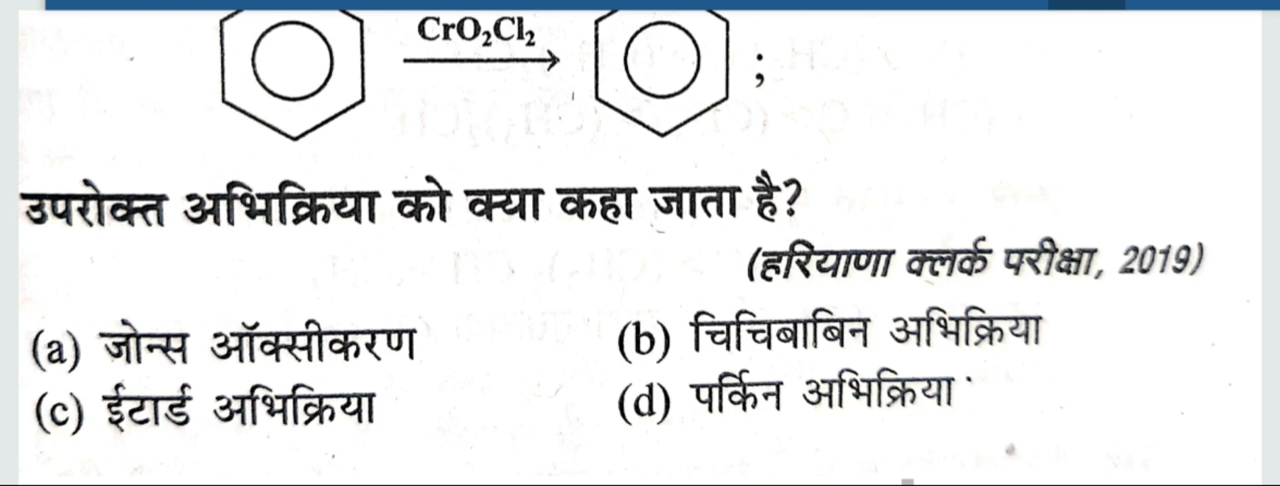 CrO₂Cl₂
;
उपरोक्त अभिक्रिया को क्या कहा जाता है?
(हरियाणा क्लर्क परीक्षा, 2019)
(a) जोन्स ऑक्सीकरण (b) चिचिबाबिन अभिक्रिया
(c) ईटार्ड अभिक्रिया (d) पर्किन अभिक्रिया